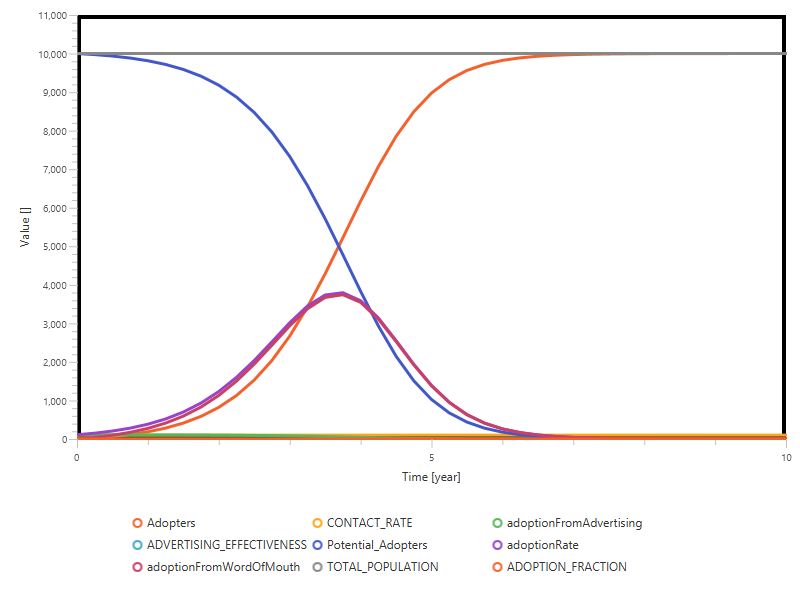 11,000
10,000
9,000
8,000
7,000
6,000
5,000
4,000
3,000
2,000
1,000
0
Value []
0 5 10
Time [year]
Adopters CONTACT_RATE adoptionFromAdvertising
ADVERTISING_EFFECTIVENESS Potential_Adopters adoptionRate
adoptionFromWordOfMouth TOTAL_POPULATION ADOPTION_FRACTION